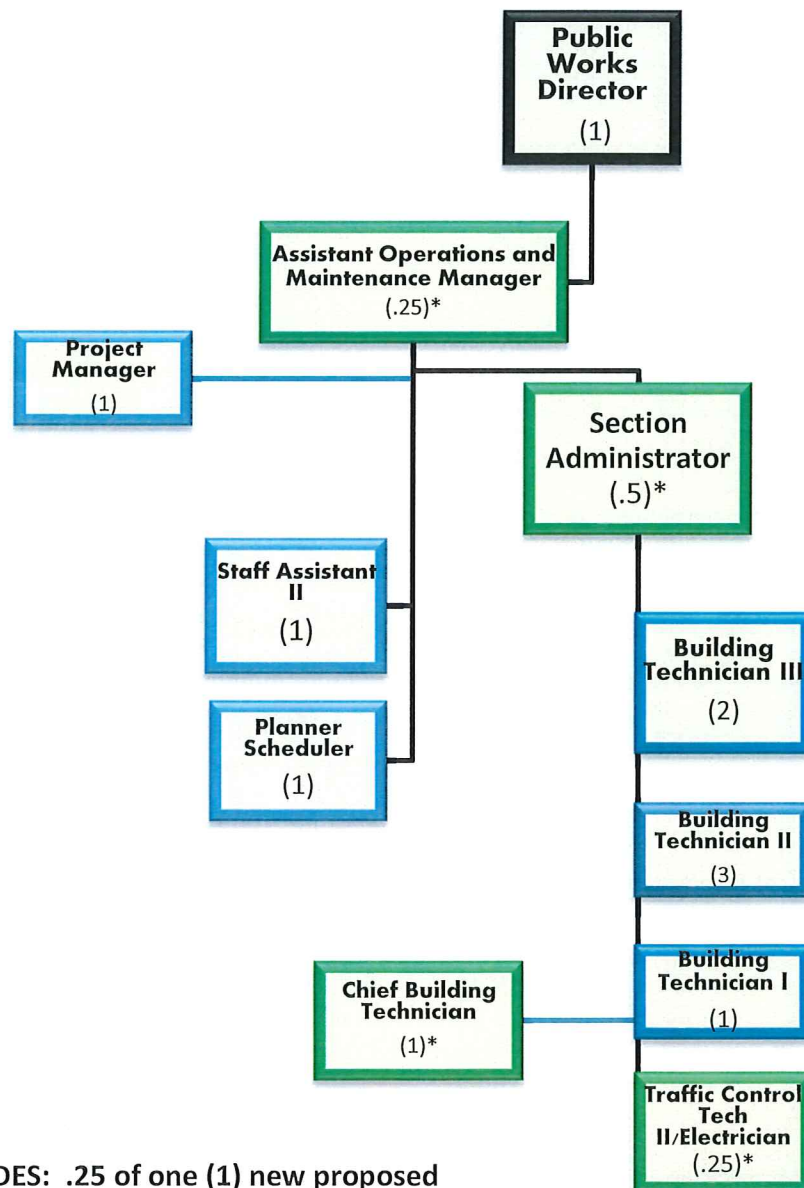 Public
Works
Director
(1)
Assistant Operations and
Maintenance Manager
(.25)*
Project
Manager
(1)
Section
Administrator
(.5)*
Staff Assistant
II
(1)
Planner
Scheduler
(1)
Building
Technician III
(2)
Building
Technician II
(3)
Building
Technician I
(1)
Chief Building
Technician
(1)*
Traffic Control
Tech
II/Electrician
(.25)*
.25 of one (1) new proposed